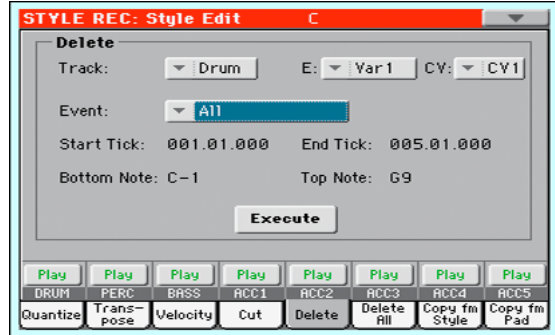 STYLE REC: Style Edit C
Delete
Track: Drum E: Var1 CV: CV1
Event: All
Start Tick: 001.01.000 End Tick: 005.01.000
Bottom Note: C-1 Top Note: G9
Execute
Play Play Play Play Play Play Play Play
DRUM PERC BASS ACC1 ACC2 ACC3 ACC4 ACC5
Quantize Trans- Velocity Cut Delete Delete Copy fm Copy fm
pose All Style Pad